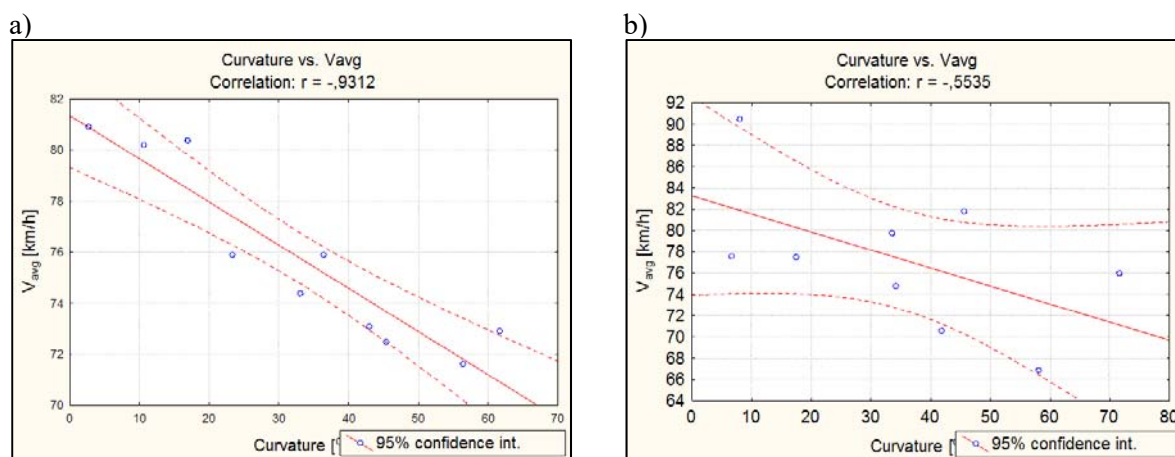 a)
Curvature vs. Vavg
Correlation: r = -,9312
82
80
78
76
74
72
70
V_avg [km/h]
0 10 20 30 40 50 60 70
Curvature [°
95% confidence int.
b)
Curvature vs. Vavg
Correlation: r = -,5535
92
90
88
86
84
82
80
78
76
74
72
70
68
66
64
V_avg [km/h]
0 10 20 30 40 50 60 70 80
Curvature [
95% confidence int.